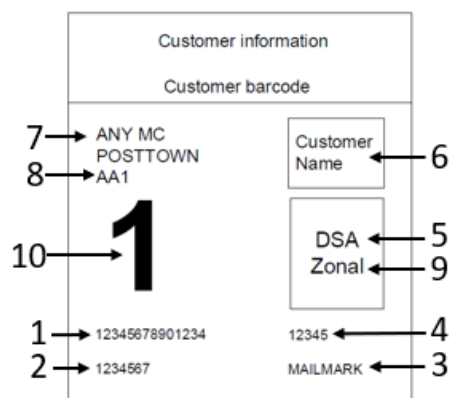 Customer information
Customer barcode
7 ANY MC
POSTTOWN
8 AA1
Customer
Name 6
10 1
DSA 5
Zonal 9
1 12345678901234
12345 4
2 1234567
MAILMARK 3